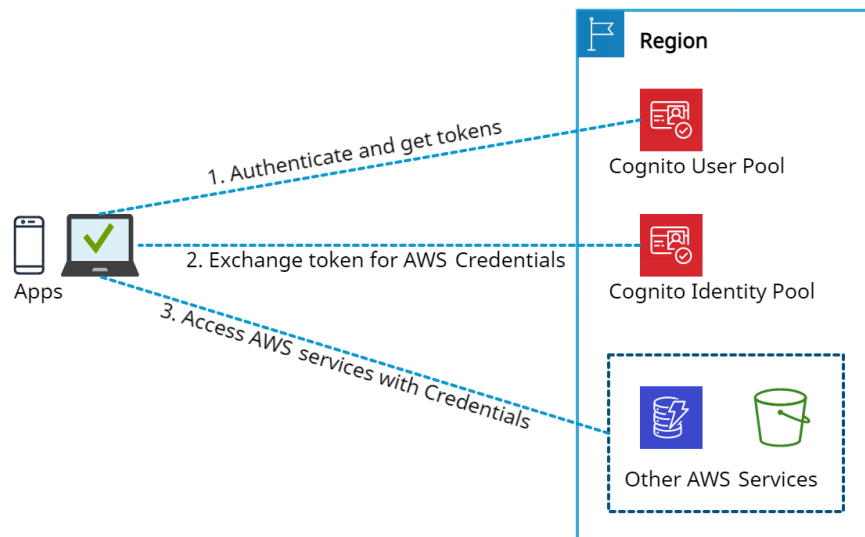 Region
1. Authenticate and get tokens
Cognito User Pool
2. Exchange token for AWS Credentials
Apps
Cognito Identity Pool
3. Access AWS services with Credentials
Other AWS Services